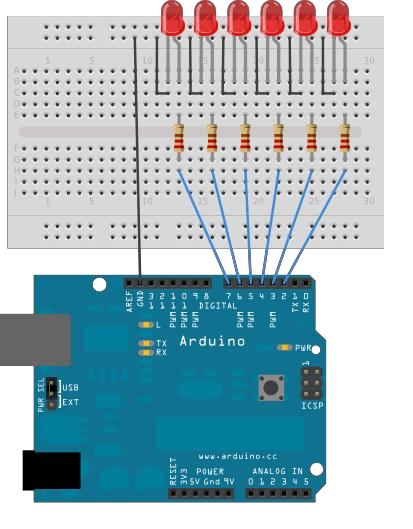 1 10 15 20 25 30
A
B
C
D
E
F
G
H
I
J
1 10 15 20 25 30
AREF
GND
13
12
11
10
9
8
7
6
5
4
3
2
1
0
TX
RX
PWM
PWM
PWM
PWM
PWM
PWM
DIGITAL
L
TX
RX
Arduino
PWR
1
ICSP
PWR SEL
USB
EXT
www.arduino.cc
RESET
3V3
POWER
5V Gnd 9V
ANALOG IN
0 1 2 3 4 5